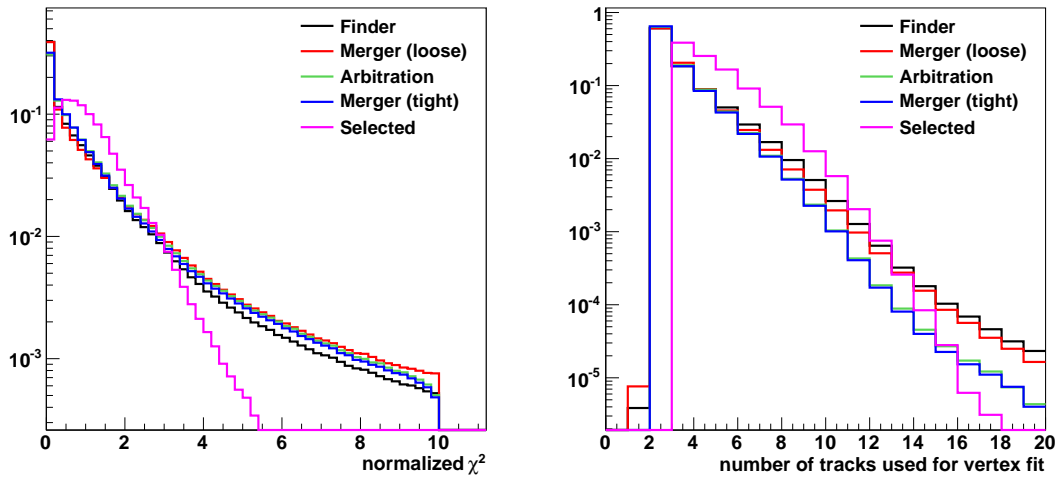 Finder
Merger (loose)
Arbitration
Merger (tight)
Selected
10⁻¹
10⁻²
10⁻³
0 2 4 6 8 10
normalized χ²
Finder
Merger (loose)
Arbitration
Merger (tight)
Selected
1
10⁻¹
10⁻²
10⁻³
10⁻⁴
10⁻⁵
0 2 4 6 8 10 12 14 16 18 20
number of tracks used for vertex fit